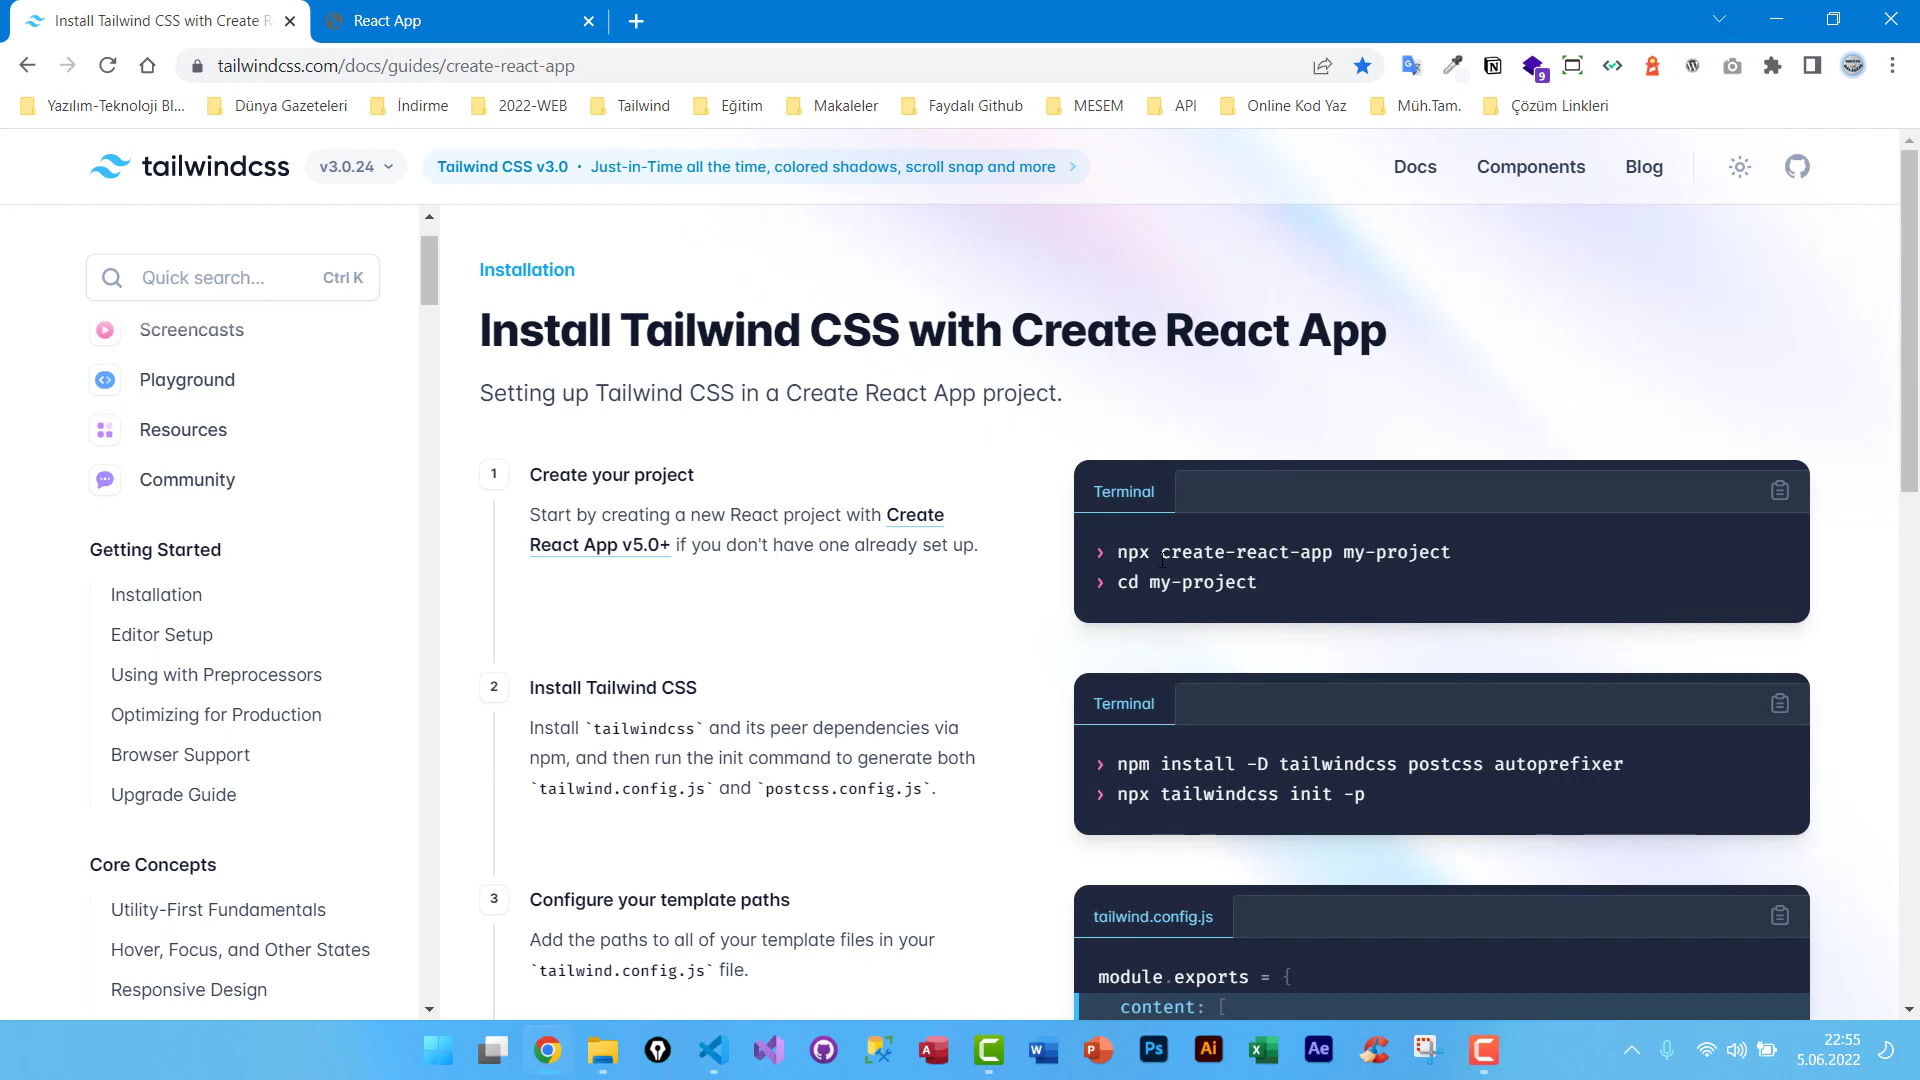 Install Tailwind CSS with Create R
React App
tailwindcss.com/docs/guides/create-react-app
9
Yazılım-Teknoloji Bl...
Dünya Gazeteleri
İndirme
2022-WEB
Tailwind
Eğitim
Makaleler
Faydalı Github
MESEM
API
Online Kod Yaz
Müh.Tam.
Çözüm Linkleri
tailwindcss
v3.0.24
Tailwind CSS v3.0 · Just-in-Time all the time, colored shadows, scroll snap and more
Docs
Components
Blog
Quick search...
Ctrl K
Screencasts
Playground
Resources
Community
Getting Started
Installation
Editor Setup
Using with Preprocessors
Optimizing for Production
Browser Support
Upgrade Guide
Core Concepts
Utility-First Fundamentals
Hover, Focus, and Other States
Responsive Design
Installation
Install Tailwind CSS with Create React App
Setting up Tailwind CSS in a Create React App project.
1
Create your project
Start by creating a new React project with Create
React App v5.0+ if you don't have one already set up.
Terminal
› npx create-react-app my-project
› cd my-project
2
Install Tailwind CSS
Install `tailwindcss` and its peer dependencies via
npm, and then run the init command to generate both
`tailwind.config.js` and `postcss.config.js`.
Terminal
› npm install -D tailwindcss postcss autoprefixer
› npx tailwindcss init -p
3
Configure your template paths
Add the paths to all of your template files in your
`tailwind.config.js` file.
tailwind.config.js
module.exports = {
content: [
22:55
5.06.2022